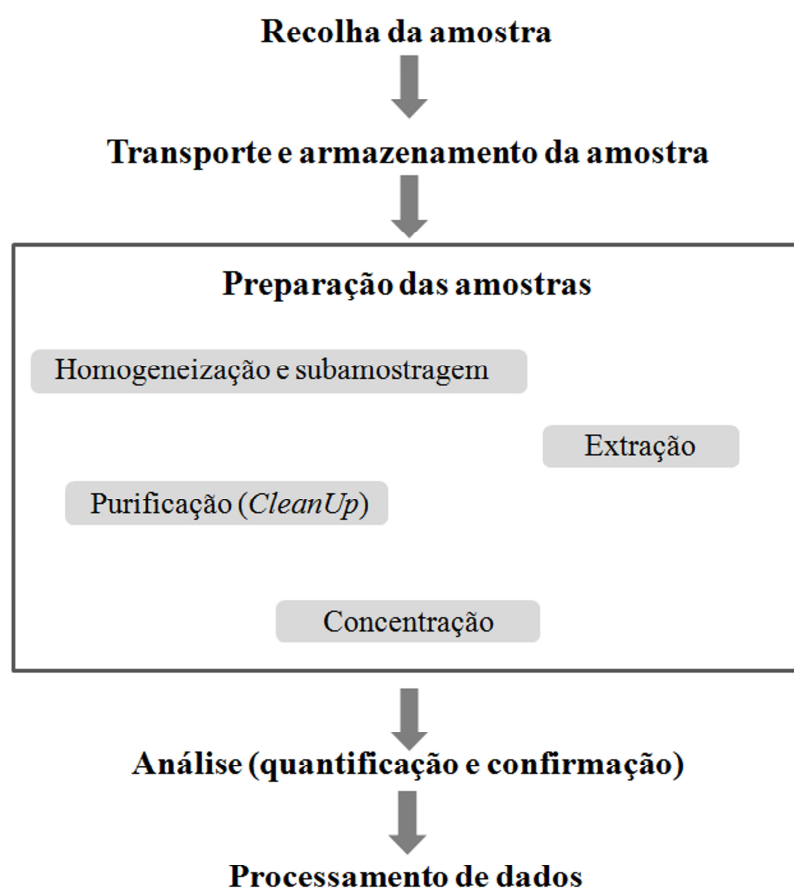 Recolha da amostra
Transporte e armazenamento da amostra
Preparação das amostras
Homogeneização e subamostragem
Extração
Purificação (CleanUp)
Concentração
Análise (quantificação e confirmação)
Processamento de dados